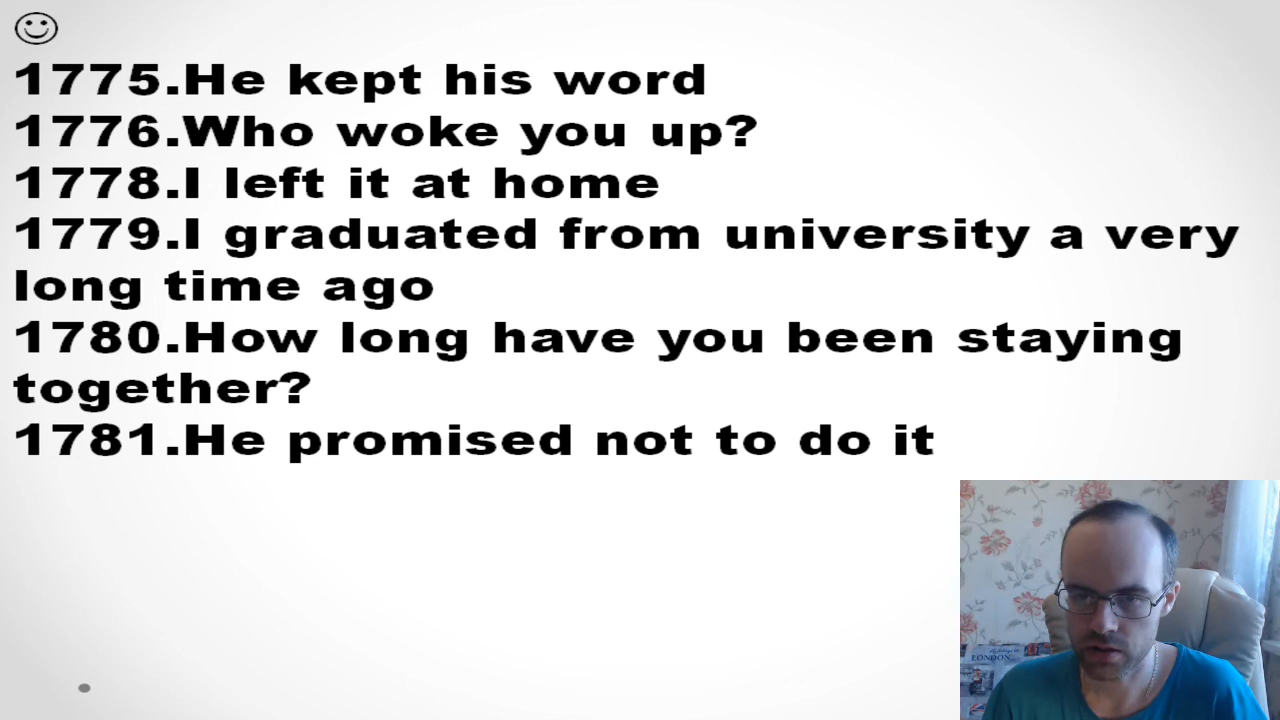 1775.He kept his word
1776.Who woke you up?
1778.I left it at home
1779.I graduated from university a very
long time ago
1780.How long have you been staying
together?
1781.He promised not to do it
LONDON